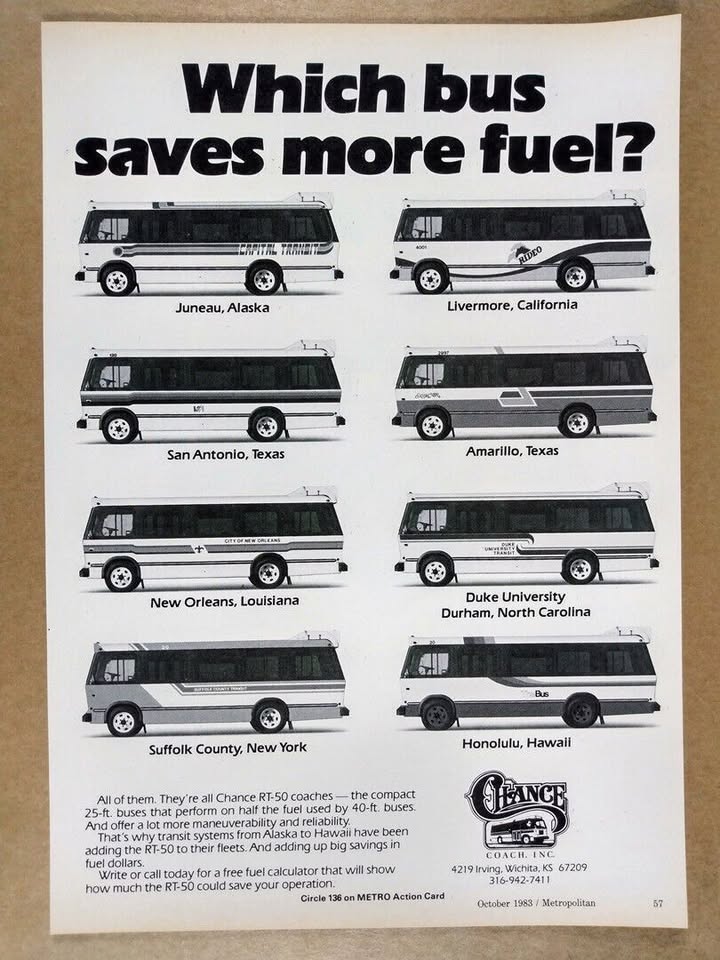 Which bus
saves more fuel?
CAPITAL TRANSIT
Juneau, Alaska
4001
RIDEO
Livermore, California
San Antonio, Texas
2997
Amarillo, Texas
CITY OF NEW ORLEANS
New Orleans, Louisiana
DUKE
UNIVERSITY
TRANSIT
Duke University
Durham, North Carolina
20
SUFFOLK COUNTY TRANSIT
Suffolk County, New York
20
Bus
Honolulu, Hawaii
All of them. They're all Chance RT-50 coaches — the compact
25-ft. buses that perform on half the fuel used by 40-ft. buses.
And offer a lot more maneuverability and reliability.
That's why transit systems from Alaska to Hawaii have been
adding the RT-50 to their fleets. And adding up big savings in
fuel dollars.
Write or call today for a free fuel calculator that will show
how much the RT-50 could save your operation.
CHANCE
COACH, INC.
4219 Irving, Wichita, KS 67209
316-942-7411
Circle 136 on METRO Action Card
October 1983 / Metropolitan 57